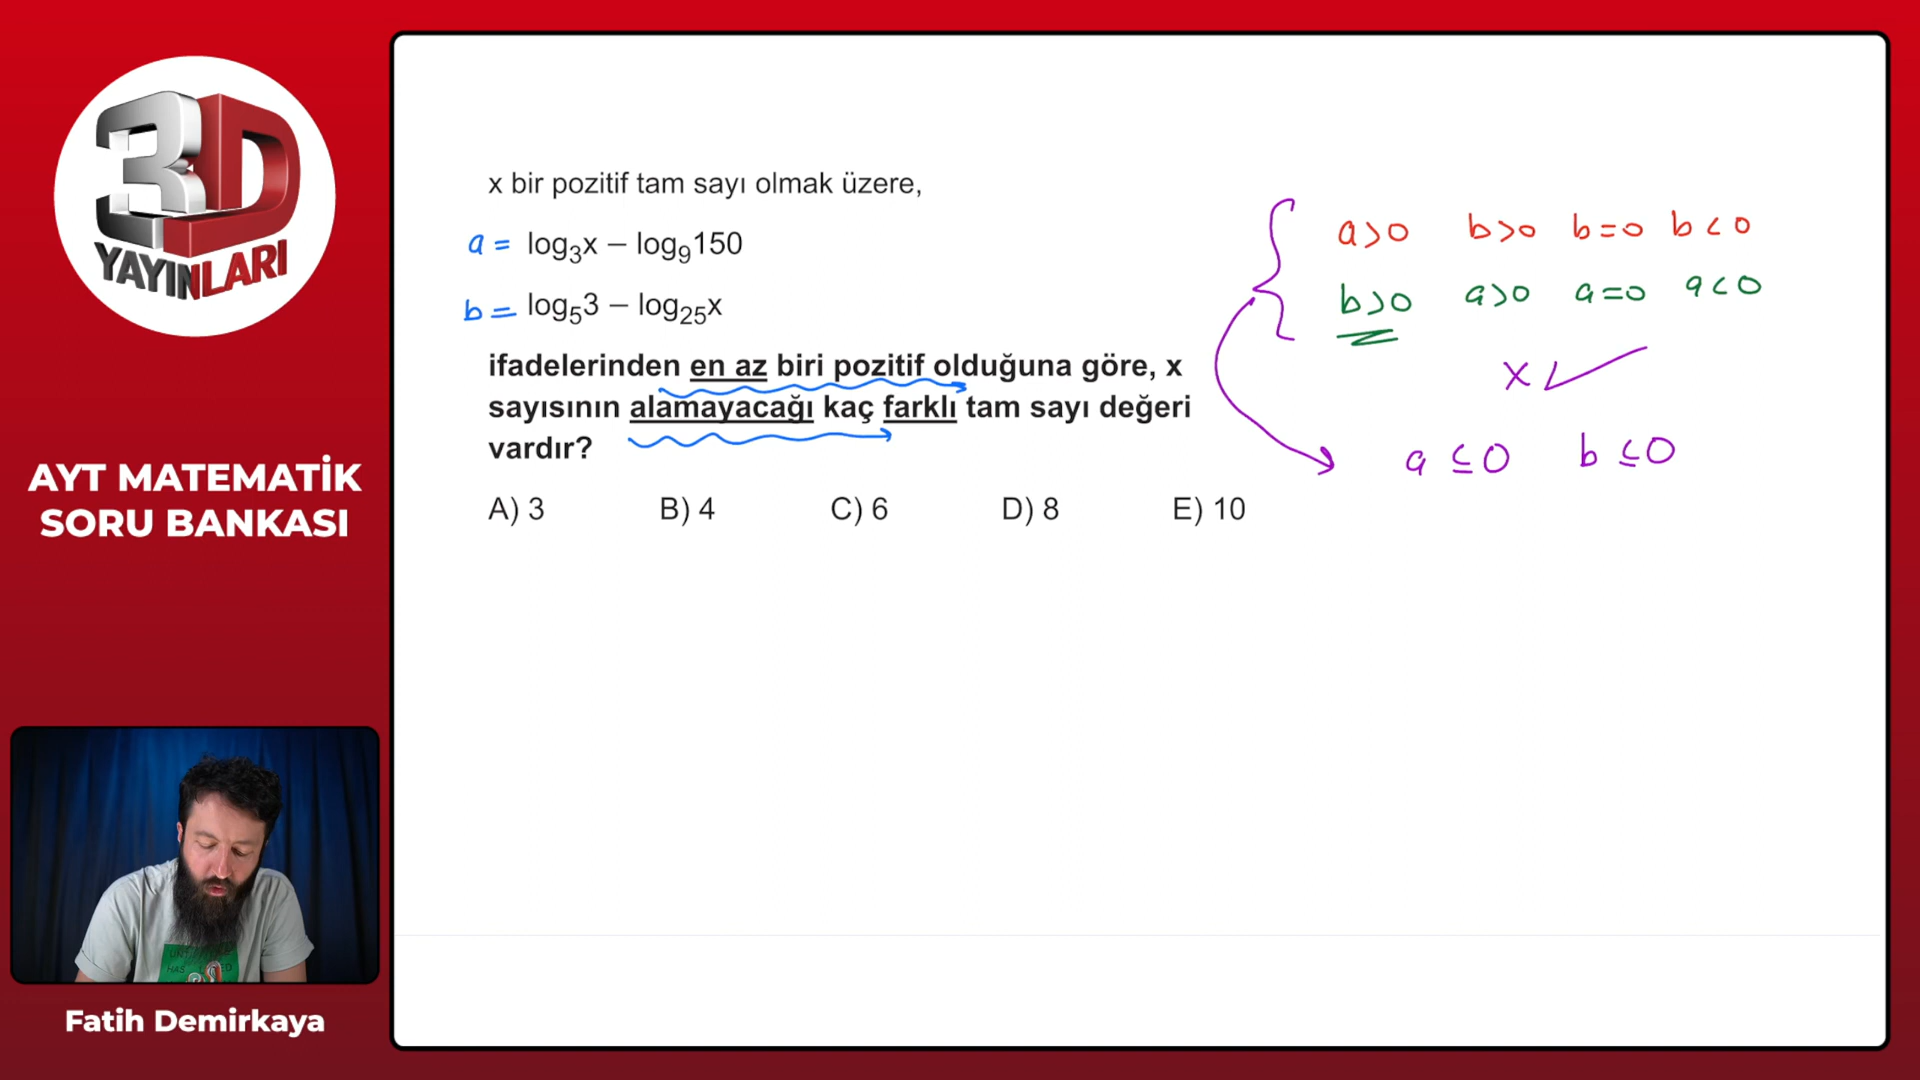 3D
YAYINLARI
AYT MATEMATİK
SORU BANKASI
Fatih Demirkaya
x bir pozitif tam sayı olmak üzere,
a = log₃x – log₉150
b = log₅3 – log₂₅x
ifadelerinden en az biri pozitif olduğuna göre, x
sayısının alamayacağı kaç farklı tam sayı değeri
vardır?
A) 3 B) 4 C) 6 D) 8 E) 10
a>0 b>0 b=0 b<0
b>0 a>0 a=0 a<0
x ✓
a ≤ 0 b ≤ 0